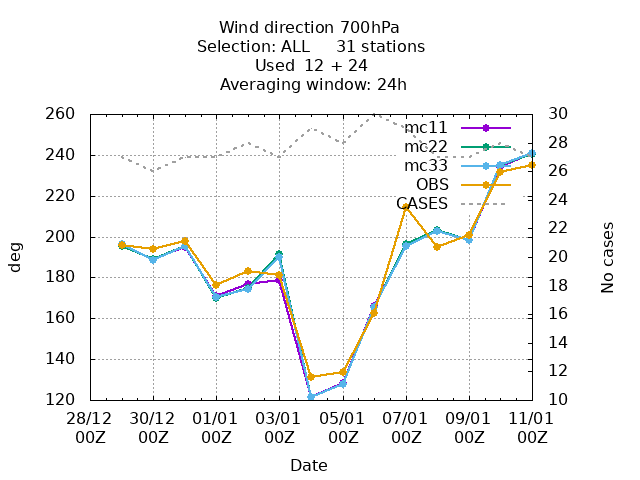 Wind direction 700hPa
Selection: ALL     31 stations
Used  12 + 24
Averaging window: 24h
260
240
220
200
180
160
140
120
deg
30
28
26
24
22
20
18
16
14
12
10
No cases
mc11
mc22
mc33
OBS
CASES
28/12 30/12 01/01 03/01 05/01 07/01 09/01 11/01
00Z 00Z 00Z 00Z 00Z 00Z 00Z 00Z
Date